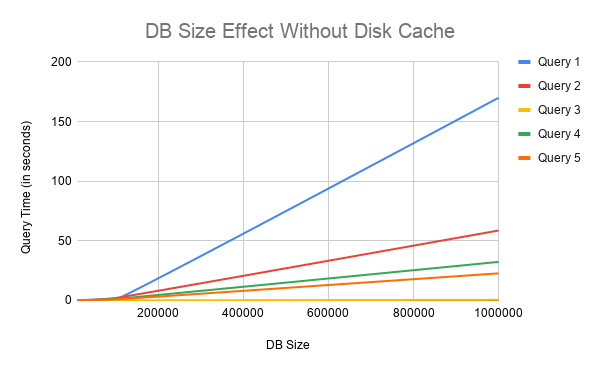 DB Size Effect Without Disk Cache
Query Time (in seconds)
200
150
100
50
0
200000
400000
600000
800000
1000000
DB Size
Query 1
Query 2
Query 3
Query 4
Query 5